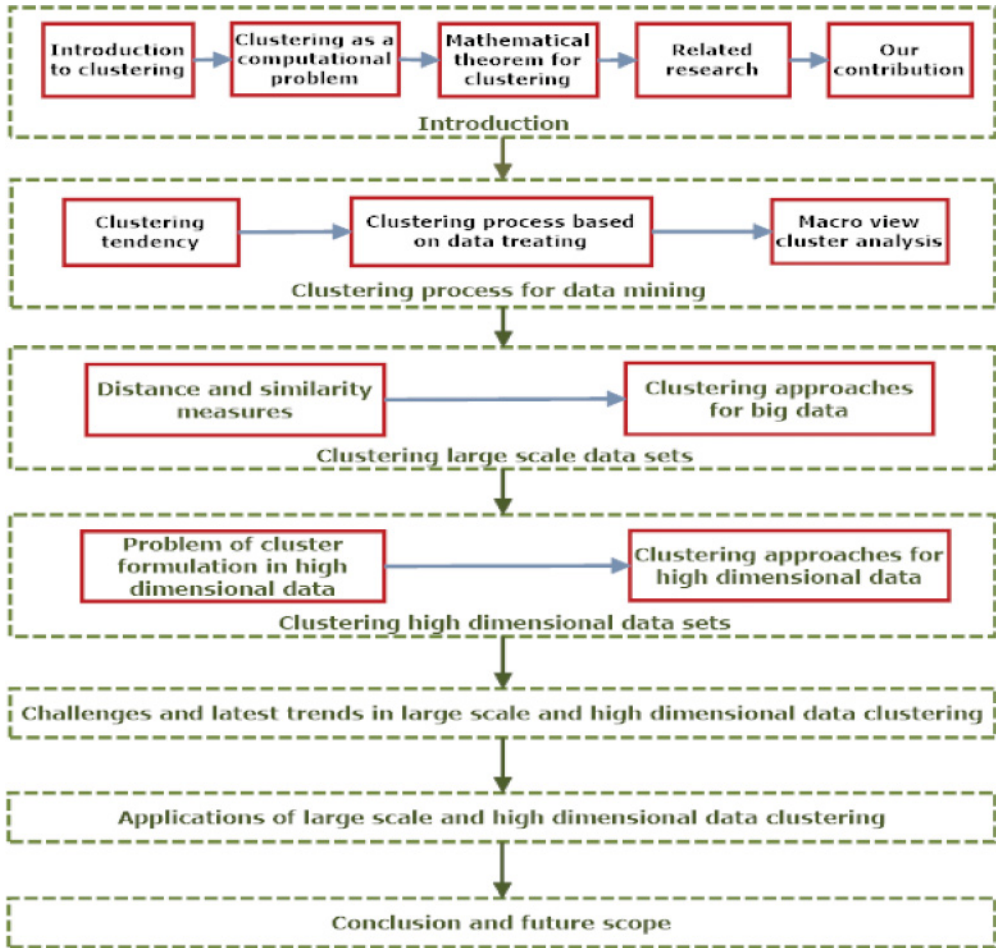 Introduction
to clustering
Clustering as a
computational
problem
Mathematical
theorem for
clustering
Related
research
Our
contribution
Introduction
Clustering
tendency
Clustering process based
on data treating
Macro view
cluster analysis
Clustering process for data mining
Distance and similarity
measures
Clustering approaches
for big data
Clustering large scale data sets
Problem of cluster
formulation in high
dimensional data
Clustering approaches for
high dimensional data
Clustering high dimensional data sets
Challenges and latest trends in large scale and high dimensional data clustering
Applications of large scale and high dimensional data clustering
Conclusion and future scope